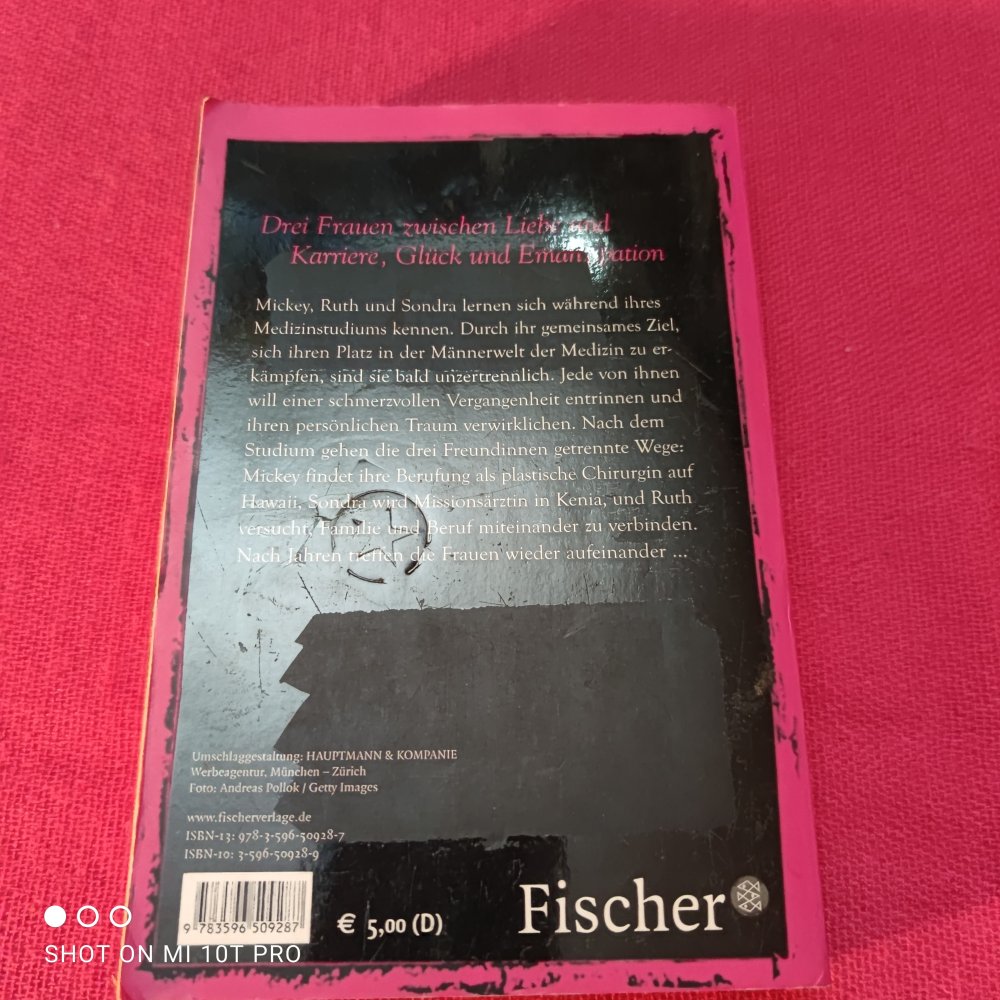 Drei Frauen zwischen Liebe und
Karriere, Glück und Emanzipation
Mickey, Ruth und Sondra lernen sich während ihres
Medizinstudiums kennen. Durch ihr gemeinsames Ziel,
sich ihren Platz in der Männerwelt der Medizin zu er-
kämpfen, sind sie bald unzertrennlich. Jede von ihnen
will einer schmerzvollen Vergangenheit entrinnen und
ihren persönlichen Traum verwirklichen. Nach dem
Studium gehen die drei Freundinnen getrennte Wege:
Mickey findet ihre Berufung als plastische Chirurgin auf
Hawaii, Sondra wird Missionsärztin in Kenia, und Ruth
versucht, Familie und Beruf miteinander zu verbinden.
Nach Jahren treffen die Frauen wieder aufeinander ...
Umschlaggestaltung: HAUPTMANN & KOMPANIE
Werbeagentur, München – Zürich
Foto: Andreas Pollok / Getty Images
www.fischerverlage.de
ISBN-13: 978-3-596-50928-7
ISBN-10: 3-596-50928-9
9 783596 509287
€ 5,00 (D)
Fischer
SHOT ON MI 10T PRO